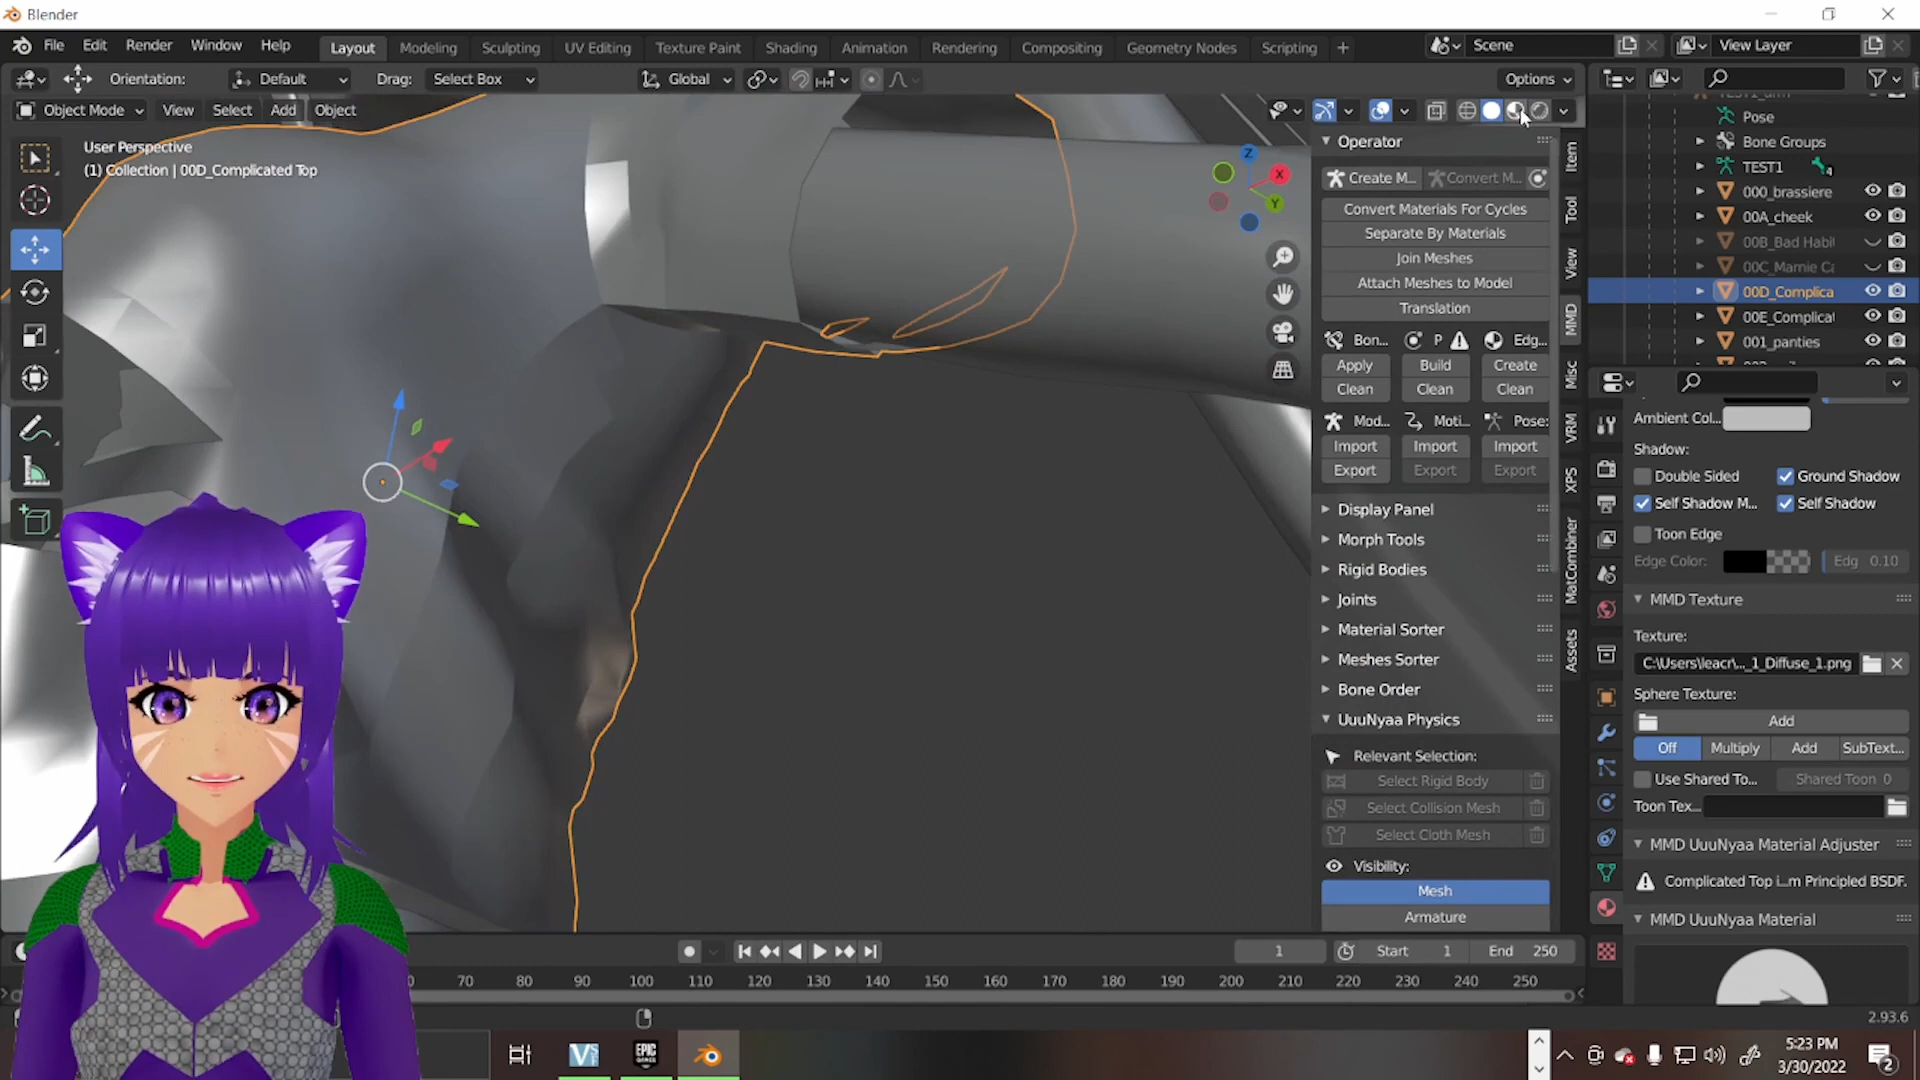 Blender
File Edit Render Window Help Layout Modeling Sculpting UV Editing Texture Paint Shading Animation Rendering Compositing Geometry Nodes Scripting + Scene View Layer
Orientation: Default Drag: Select Box Global Options
Object Mode View Select Add Object
User Perspective
(1) Collection | 00D_Complicated Top
Z
X
Y
Operator
Create M... Convert M...
Convert Materials For Cycles
Separate By Materials
Join Meshes
Attach Meshes to Model
Translation
Bon... P Edg...
Apply Build Create
Clean Clean Clean
Mod... Moti... Pose:
Import Import Import
Export Export Export
Display Panel
Morph Tools
Rigid Bodies
Joints
Material Sorter
Meshes Sorter
Bone Order
UuuNyaa Physics
Relevant Selection:
Select Rigid Body
Select Collision Mesh
Select Cloth Mesh
Visibility:
Mesh
Armature
Item
Tool
View
MMD
Misc
VRM
XPS
MatCombiner
Assets
Pose
Bone Groups
TEST1 4
000_brassiere
00A_cheek
00B_Bad Habi
00C_Marnie Ca
00D_Complica
00E_Complicat
001_panties
Ambient Col...
Shadow:
Double Sided Ground Shadow
Self Shadow M... Self Shadow
Toon Edge
Edge Color: Edg 0.10
MMD Texture
Texture:
C:\Users\leacr\..._1_Diffuse_1.png
Sphere Texture:
Add
Off Multiply Add SubText...
Use Shared To... Shared Toon 0
Toon Tex...
MMD UuuNyaa Material Adjuster
Complicated Top i...m Principled BSDF.
MMD UuuNyaa Material
1 Start 1 End 250
70 80 90 100 110 120 130 140 150 160 170 180 190 200 210 220 230 240 250
2.93.6
EPIC GAMES
5:23 PM
3/30/2022
2